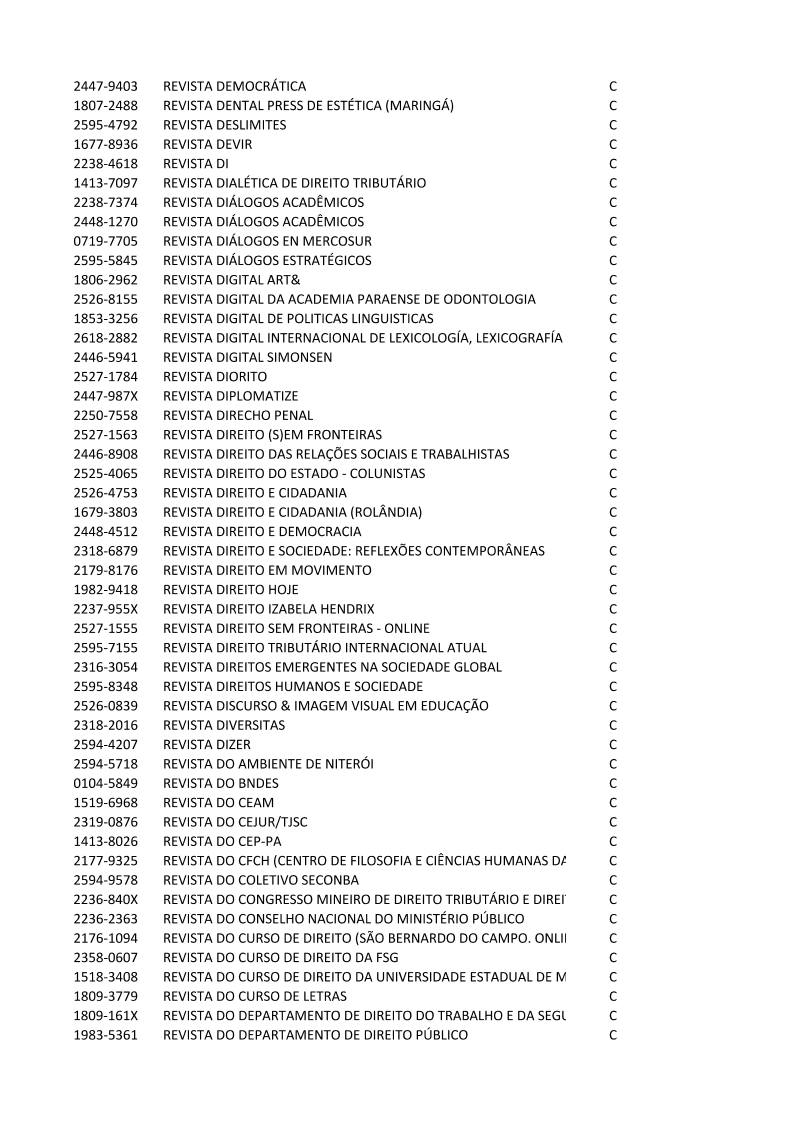 2447-9403 REVISTA DEMOCRÁTICA C
1807-2488 REVISTA DENTAL PRESS DE ESTÉTICA (MARINGÁ) C
2595-4792 REVISTA DESLIMITES C
1677-8936 REVISTA DEVIR C
2238-4618 REVISTA DI C
1413-7097 REVISTA DIALÉTICA DE DIREITO TRIBUTÁRIO C
2238-7374 REVISTA DIÁLOGOS ACADÊMICOS C
2448-1270 REVISTA DIÁLOGOS ACADÊMICOS C
0719-7705 REVISTA DIÁLOGOS EN MERCOSUR C
2595-5845 REVISTA DIÁLOGOS ESTRATÉGICOS C
1806-2962 REVISTA DIGITAL ART& C
2526-8155 REVISTA DIGITAL DA ACADEMIA PARAENSE DE ODONTOLOGIA C
1853-3256 REVISTA DIGITAL DE POLITICAS LINGUISTICAS C
2618-2882 REVISTA DIGITAL INTERNACIONAL DE LEXICOLOGÍA, LEXICOGRAFÍA C
2446-5941 REVISTA DIGITAL SIMONSEN C
2527-1784 REVISTA DIORITO C
2447-987X REVISTA DIPLOMATIZE C
2250-7558 REVISTA DIRECHO PENAL C
2527-1563 REVISTA DIREITO (S)EM FRONTEIRAS C
2446-8908 REVISTA DIREITO DAS RELAÇÕES SOCIAIS E TRABALHISTAS C
2525-4065 REVISTA DIREITO DO ESTADO - COLUNISTAS C
2526-4753 REVISTA DIREITO E CIDADANIA C
1679-3803 REVISTA DIREITO E CIDADANIA (ROLÂNDIA) C
2448-4512 REVISTA DIREITO E DEMOCRACIA C
2318-6879 REVISTA DIREITO E SOCIEDADE: REFLEXÕES CONTEMPORÂNEAS C
2179-8176 REVISTA DIREITO EM MOVIMENTO C
1982-9418 REVISTA DIREITO HOJE C
2237-955X REVISTA DIREITO IZABELA HENDRIX C
2527-1555 REVISTA DIREITO SEM FRONTEIRAS - ONLINE C
2595-7155 REVISTA DIREITO TRIBUTÁRIO INTERNACIONAL ATUAL C
2316-3054 REVISTA DIREITOS EMERGENTES NA SOCIEDADE GLOBAL C
2595-8348 REVISTA DIREITOS HUMANOS E SOCIEDADE C
2526-0839 REVISTA DISCURSO & IMAGEM VISUAL EM EDUCAÇÃO C
2318-2016 REVISTA DIVERSITAS C
2594-4207 REVISTA DIZER C
2594-5718 REVISTA DO AMBIENTE DE NITERÓI C
0104-5849 REVISTA DO BNDES C
1519-6968 REVISTA DO CEAM C
2319-0876 REVISTA DO CEJUR/TJSC C
1413-8026 REVISTA DO CEP-PA C
2177-9325 REVISTA DO CFCH (CENTRO DE FILOSOFIA E CIÊNCIAS HUMANAS DA C
2594-9578 REVISTA DO COLETIVO SECONBA C
2236-840X REVISTA DO CONGRESSO MINEIRO DE DIREITO TRIBUTÁRIO E DIREI C
2236-2363 REVISTA DO CONSELHO NACIONAL DO MINISTÉRIO PÚBLICO C
2176-1094 REVISTA DO CURSO DE DIREITO (SÃO BERNARDO DO CAMPO. ONLI C
2358-0607 REVISTA DO CURSO DE DIREITO DA FSG C
1518-3408 REVISTA DO CURSO DE DIREITO DA UNIVERSIDADE ESTADUAL DE M C
1809-3779 REVISTA DO CURSO DE LETRAS C
1809-161X REVISTA DO DEPARTAMENTO DE DIREITO DO TRABALHO E DA SEGU C
1983-5361 REVISTA DO DEPARTAMENTO DE DIREITO PÚBLICO C